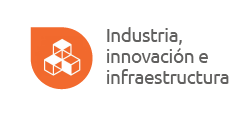 Industria,
innovación e
infraestructura